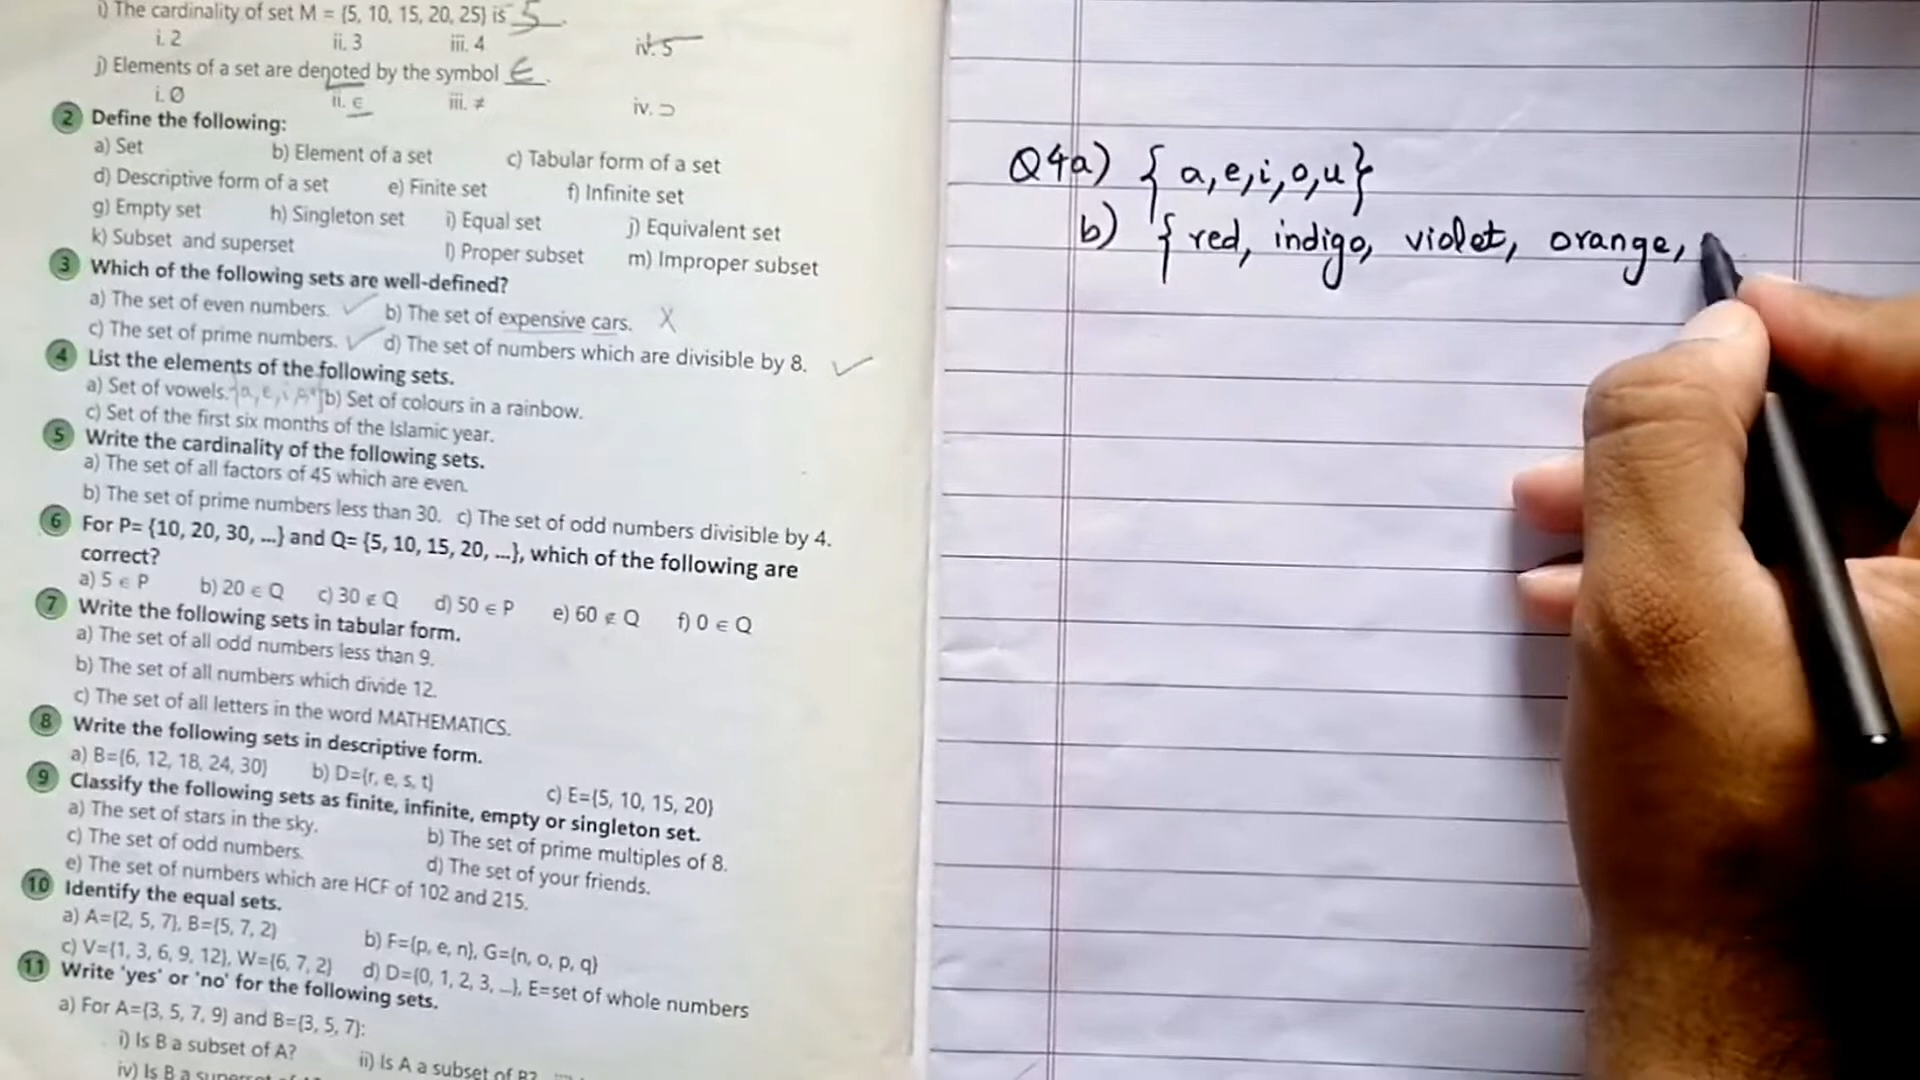 i) The cardinality of set M = {5, 10, 15, 20, 25} is 5.
i. 2 ii. 3 iii. 4 iv. 5
j) Elements of a set are denoted by the symbol ∈.
i. Ø ii. ∈ iii. ≠ iv. ⊃
2 Define the following:
a) Set b) Element of a set c) Tabular form of a set
d) Descriptive form of a set e) Finite set f) Infinite set
g) Empty set h) Singleton set i) Equal set j) Equivalent set
k) Subset and superset l) Proper subset m) Improper subset
3 Which of the following sets are well-defined?
a) The set of even numbers. ✓ b) The set of expensive cars. X
c) The set of prime numbers. ✓ d) The set of numbers which are divisible by 8. ✓
4 List the elements of the following sets.
a) Set of vowels. {a, e, i, b) Set of colours in a rainbow.
c) Set of the first six months of the Islamic year.
5 Write the cardinality of the following sets.
a) The set of all factors of 45 which are even.
b) The set of prime numbers less than 30. c) The set of odd numbers divisible by 4.
6 For P= {10, 20, 30, ...} and Q= {5, 10, 15, 20, ...}, which of the following are
correct?
a) 5 ∈ P b) 20 ∈ Q c) 30 ∉ Q d) 50 ∈ P e) 60 ∉ Q f) 0 ∈ Q
7 Write the following sets in tabular form.
a) The set of all odd numbers less than 9.
b) The set of all numbers which divide 12.
c) The set of all letters in the word MATHEMATICS.
8 Write the following sets in descriptive form.
a) B={6, 12, 18, 24, 30} b) D={r, e, s, t} c) E={5, 10, 15, 20}
9 Classify the following sets as finite, infinite, empty or singleton set.
a) The set of stars in the sky. b) The set of prime multiples of 8.
c) The set of odd numbers. d) The set of your friends.
e) The set of numbers which are HCF of 102 and 215.
10 Identify the equal sets.
a) A={2, 5, 7}, B={5, 7, 2} b) F={p, e, n}, G={n, o, p, q}
c) V={1, 3, 6, 9, 12}, W={6, 7, 2} d) D={0, 1, 2, 3, ...}, E=set of whole numbers
11 Write 'yes' or 'no' for the following sets.
a) For A={3, 5, 7, 9} and B={3, 5, 7}:
i) Is B a subset of A? ii) Is A a subset of B?
iv) Is B a superset of
Q4a) { a, e, i, o, u}
b) { red, indigo, violet, orange,